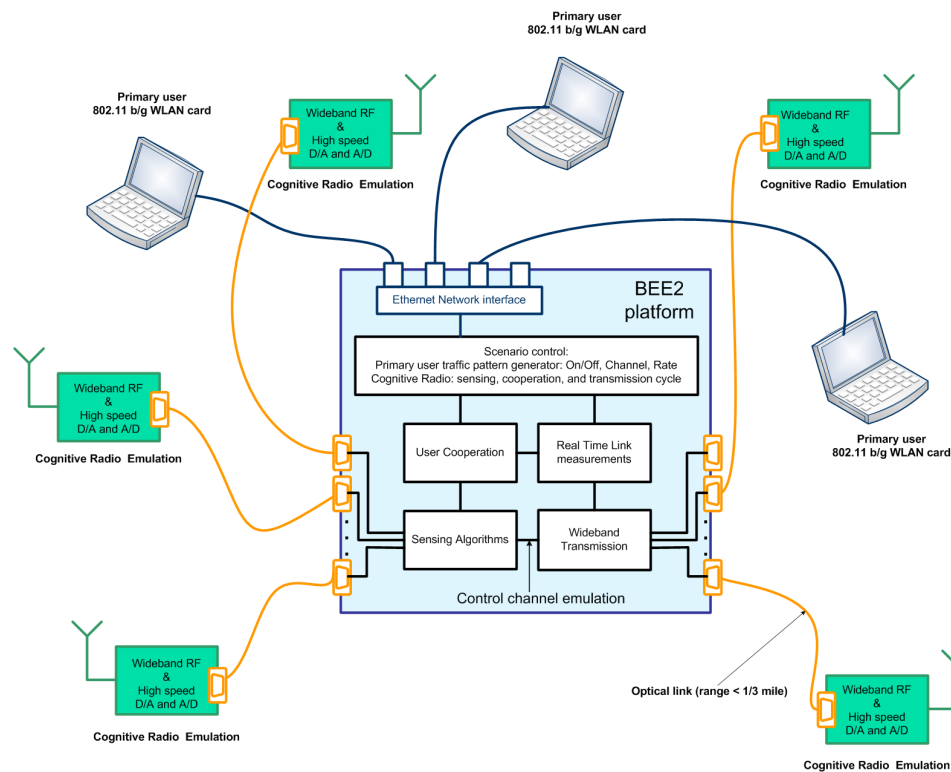 Primary user
802.11 b/g WLAN card
Primary user
802.11 b/g WLAN card
Wideband RF
&
High speed
D/A and A/D
Cognitive Radio  Emulation
Wideband RF
&
High speed
D/A and A/D
Cognitive Radio  Emulation
BEE2
platform
Ethernet Network interface
Scenario control:
Primary user traffic pattern generator: On/Off, Channel, Rate
Cognitive Radio: sensing, cooperation, and transmission cycle
Wideband RF
&
High speed
D/A and A/D
Cognitive Radio  Emulation
User Cooperation
Real Time Link
measurements
Primary user
802.11 b/g WLAN card
Sensing Algorithms
Wideband
Transmission
Control channel emulation
Wideband RF
&
High speed
D/A and A/D
Cognitive Radio  Emulation
Optical link (range < 1/3 mile)
Wideband RF
&
High speed
D/A and A/D
Cognitive Radio  Emulation